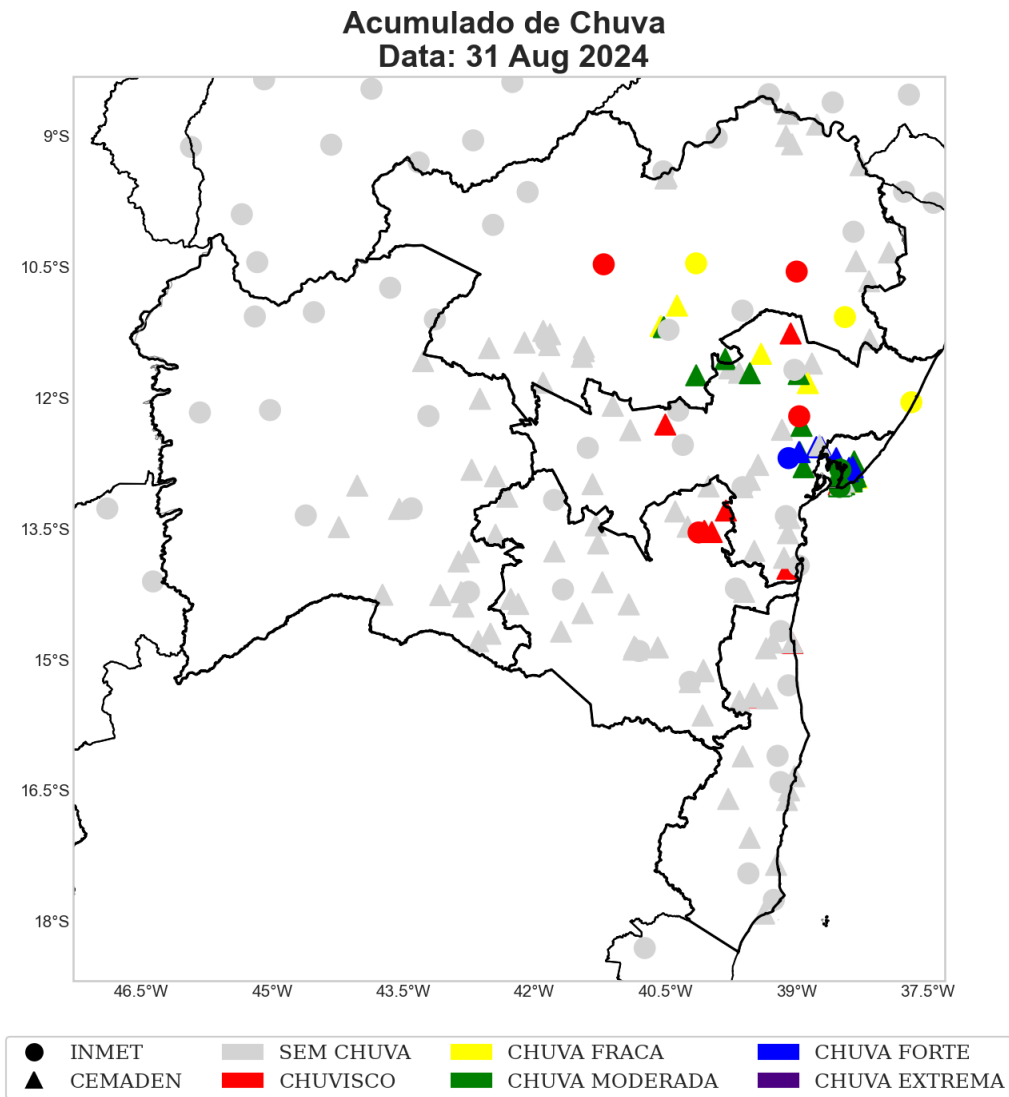 Acumulado de Chuva
Data: 31 Aug 2024
9°S
10.5°S
12°S
13.5°S
15°S
16.5°S
18°S
46.5°W 45°W 43.5°W 42°W 40.5°W 39°W 37.5°W
INMET SEM CHUVA CHUVA FRACA CHUVA FORTE
CEMADEN CHUVISCO CHUVA MODERADA CHUVA EXTREMA